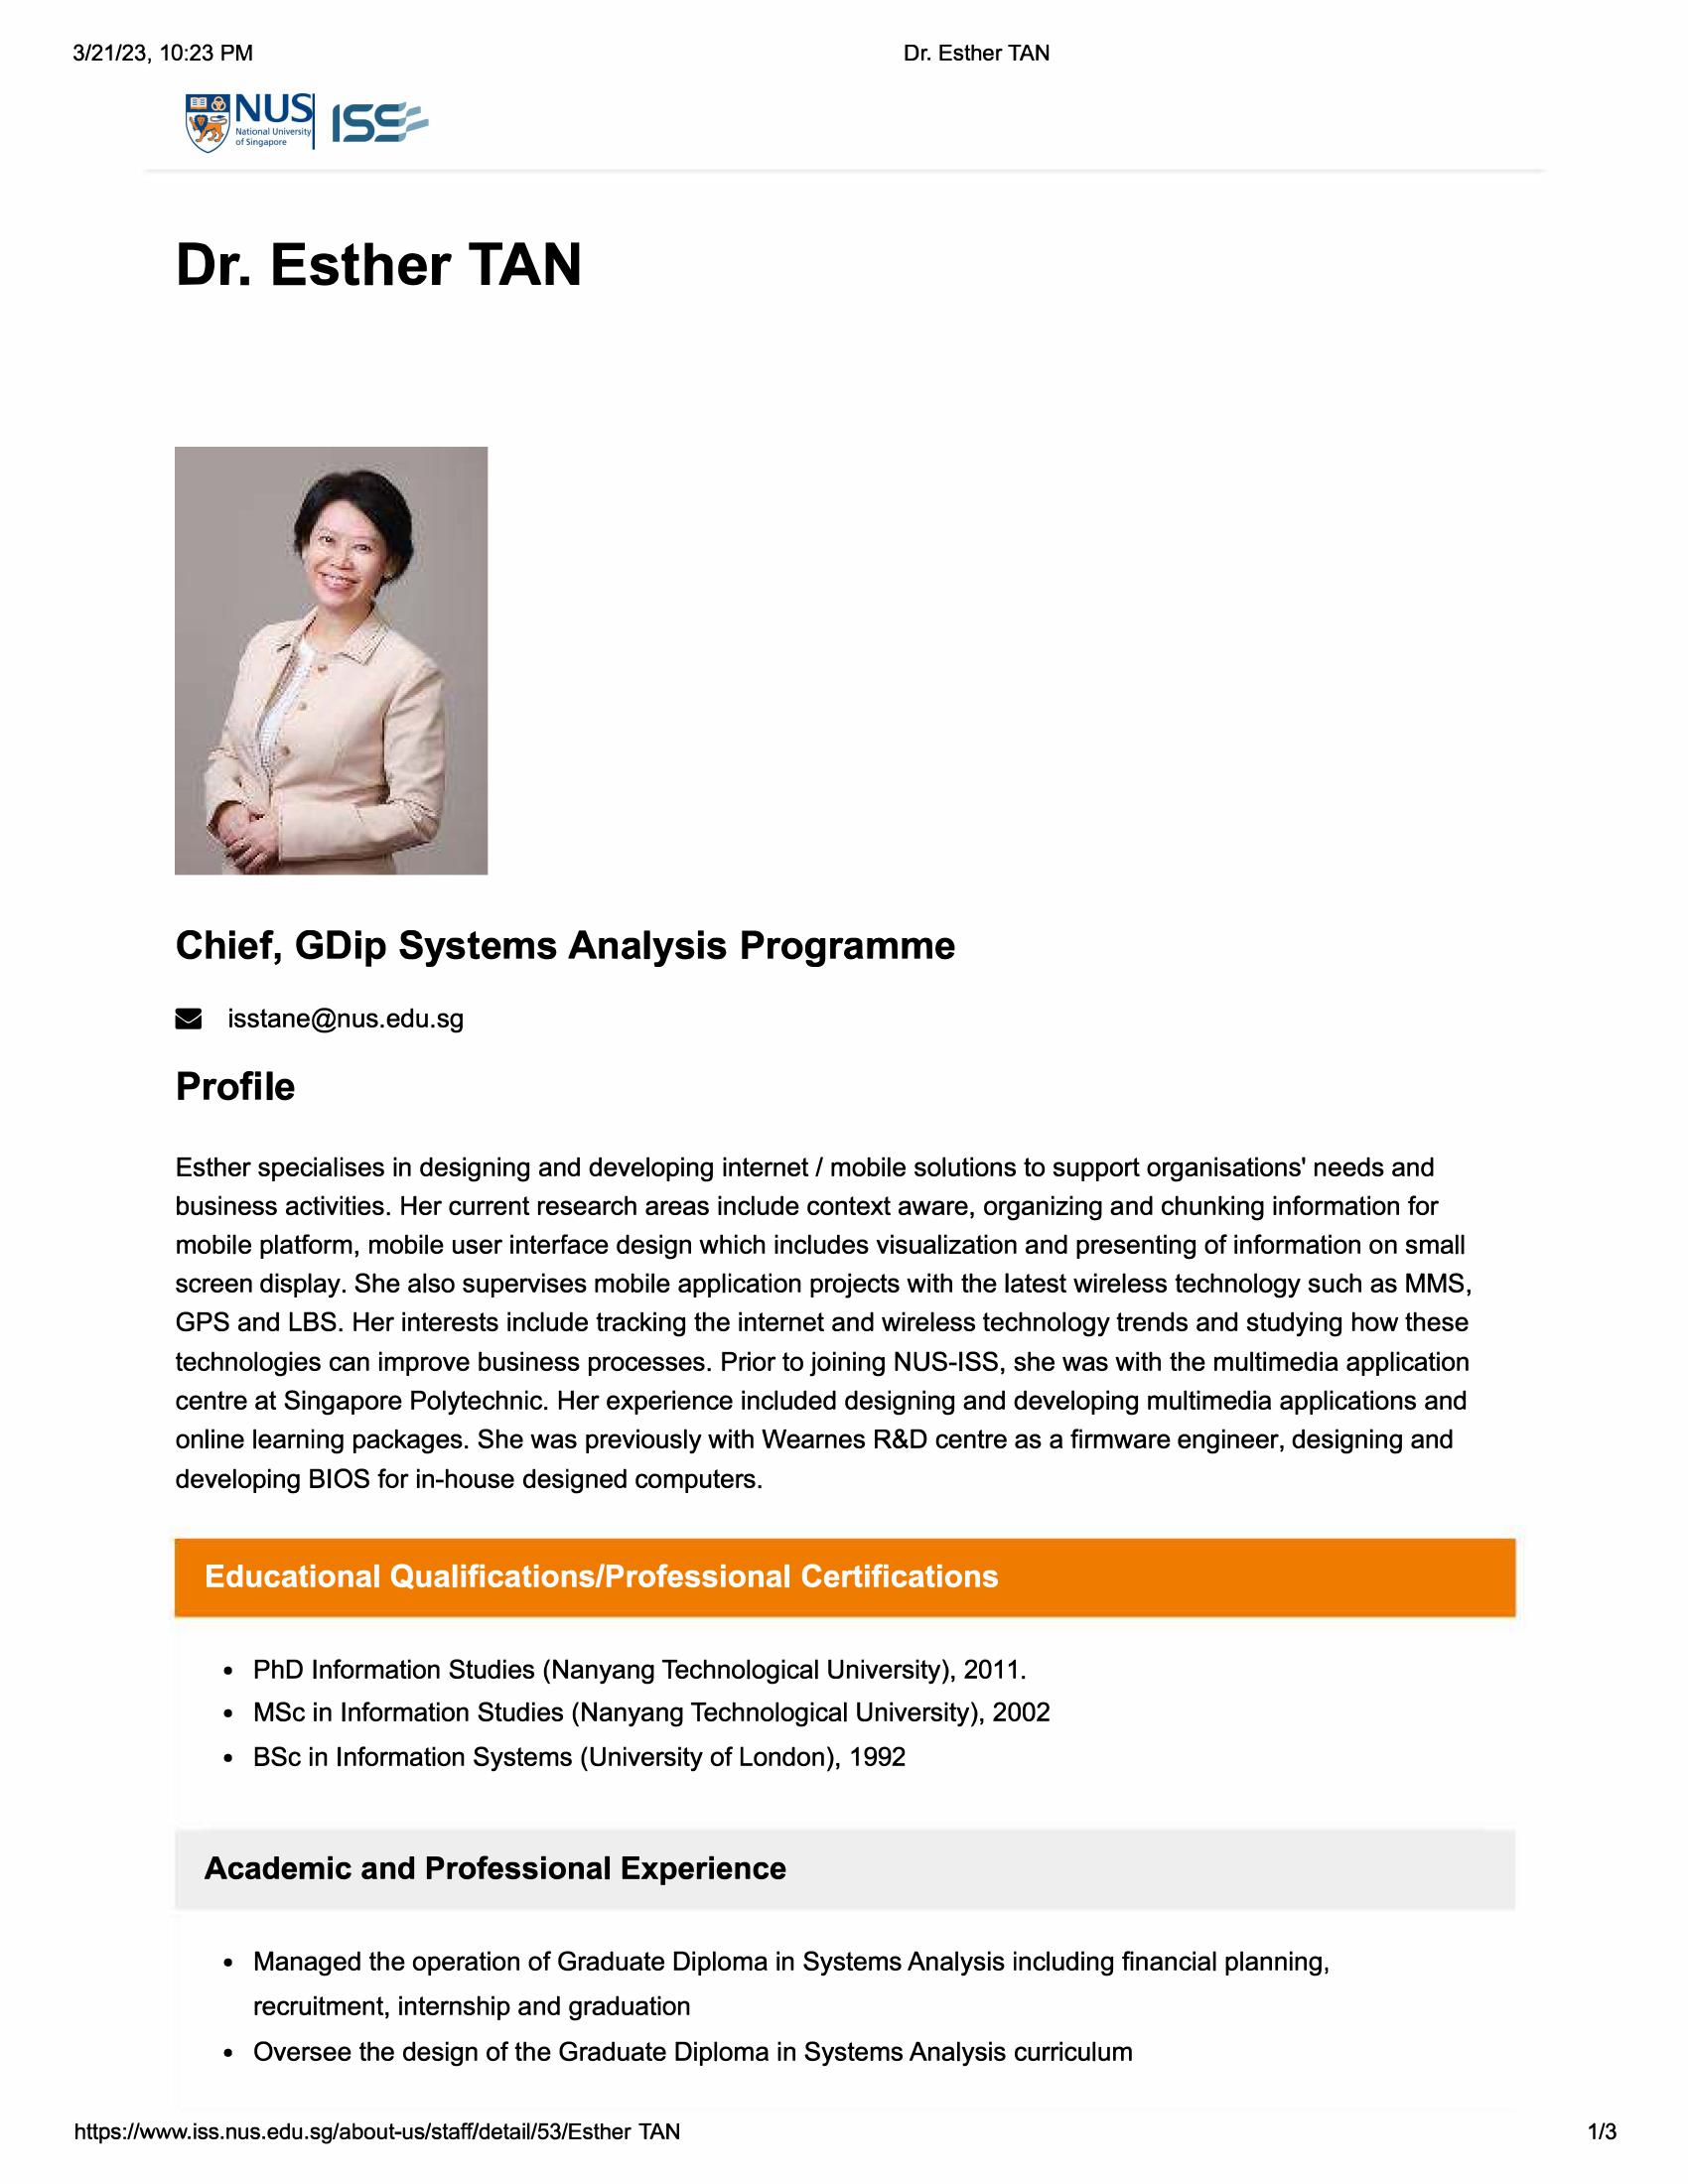 3/21/23, 10:23 PM
Dr. Esther TAN
NUS
National University
of Singapore
ISS
Dr. Esther TAN
Chief, GDip Systems Analysis Programme
isstane@nus.edu.sg
Profile
Esther specialises in designing and developing internet / mobile solutions to support organisations' needs and
business activities. Her current research areas include context aware, organizing and chunking information for
mobile platform, mobile user interface design which includes visualization and presenting of information on small
screen display. She also supervises mobile application projects with the latest wireless technology such as MMS,
GPS and LBS. Her interests include tracking the internet and wireless technology trends and studying how these
technologies can improve business processes. Prior to joining NUS-ISS, she was with the multimedia application
centre at Singapore Polytechnic. Her experience included designing and developing multimedia applications and
online learning packages. She was previously with Wearnes R&D centre as a firmware engineer, designing and
developing BIOS for in-house designed computers.
Educational Qualifications/Professional Certifications
• PhD Information Studies (Nanyang Technological University), 2011.
• MSc in Information Studies (Nanyang Technological University), 2002
• BSc in Information Systems (University of London), 1992
Academic and Professional Experience
• Managed the operation of Graduate Diploma in Systems Analysis including financial planning,
recruitment, internship and graduation
• Oversee the design of the Graduate Diploma in Systems Analysis curriculum
https://www.iss.nus.edu.sg/about-us/staff/detail/53/Esther TAN
1/3